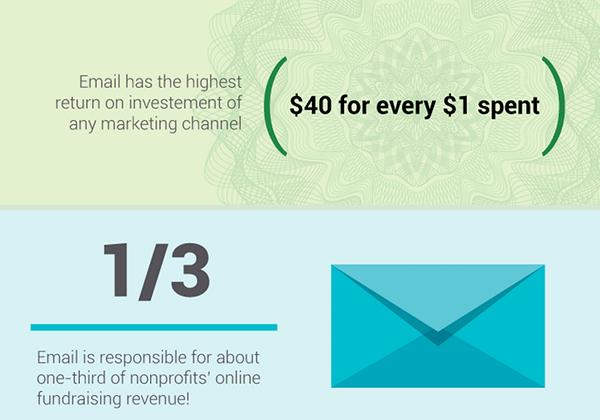 Email has the highest
return on investement of
any marketing channel
$40 for every $1 spent
1/3
Email is responsible for about
one-third of nonprofits' online
fundraising revenue!